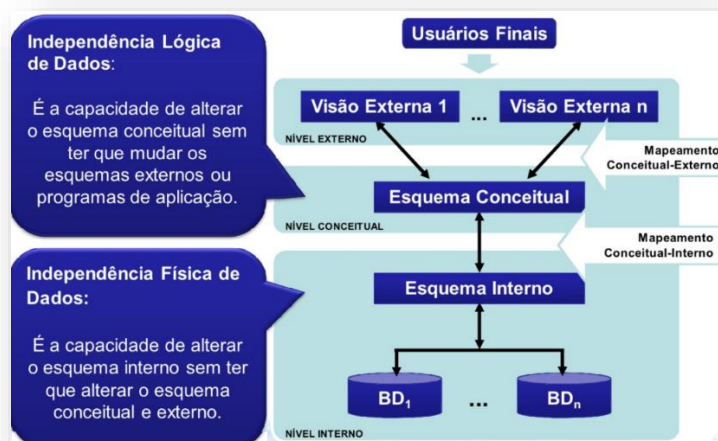 Independência Lógica
de Dados:
É a capacidade de alterar
o esquema conceitual sem
ter que mudar os
esquemas externos ou
programas de aplicação.
Independência Física de
Dados:
É a capacidade de alterar
o esquema interno sem ter
que alterar o esquema
conceitual e externo.
Usuários Finais
Visão Externa 1
...
Visão Externa n
NÍVEL EXTERNO
Mapeamento
Conceitual-Externo
Esquema Conceitual
NÍVEL CONCEITUAL
Mapeamento
Conceitual-Interno
Esquema Interno
BD1
...
BDn
NÍVEL INTERNO